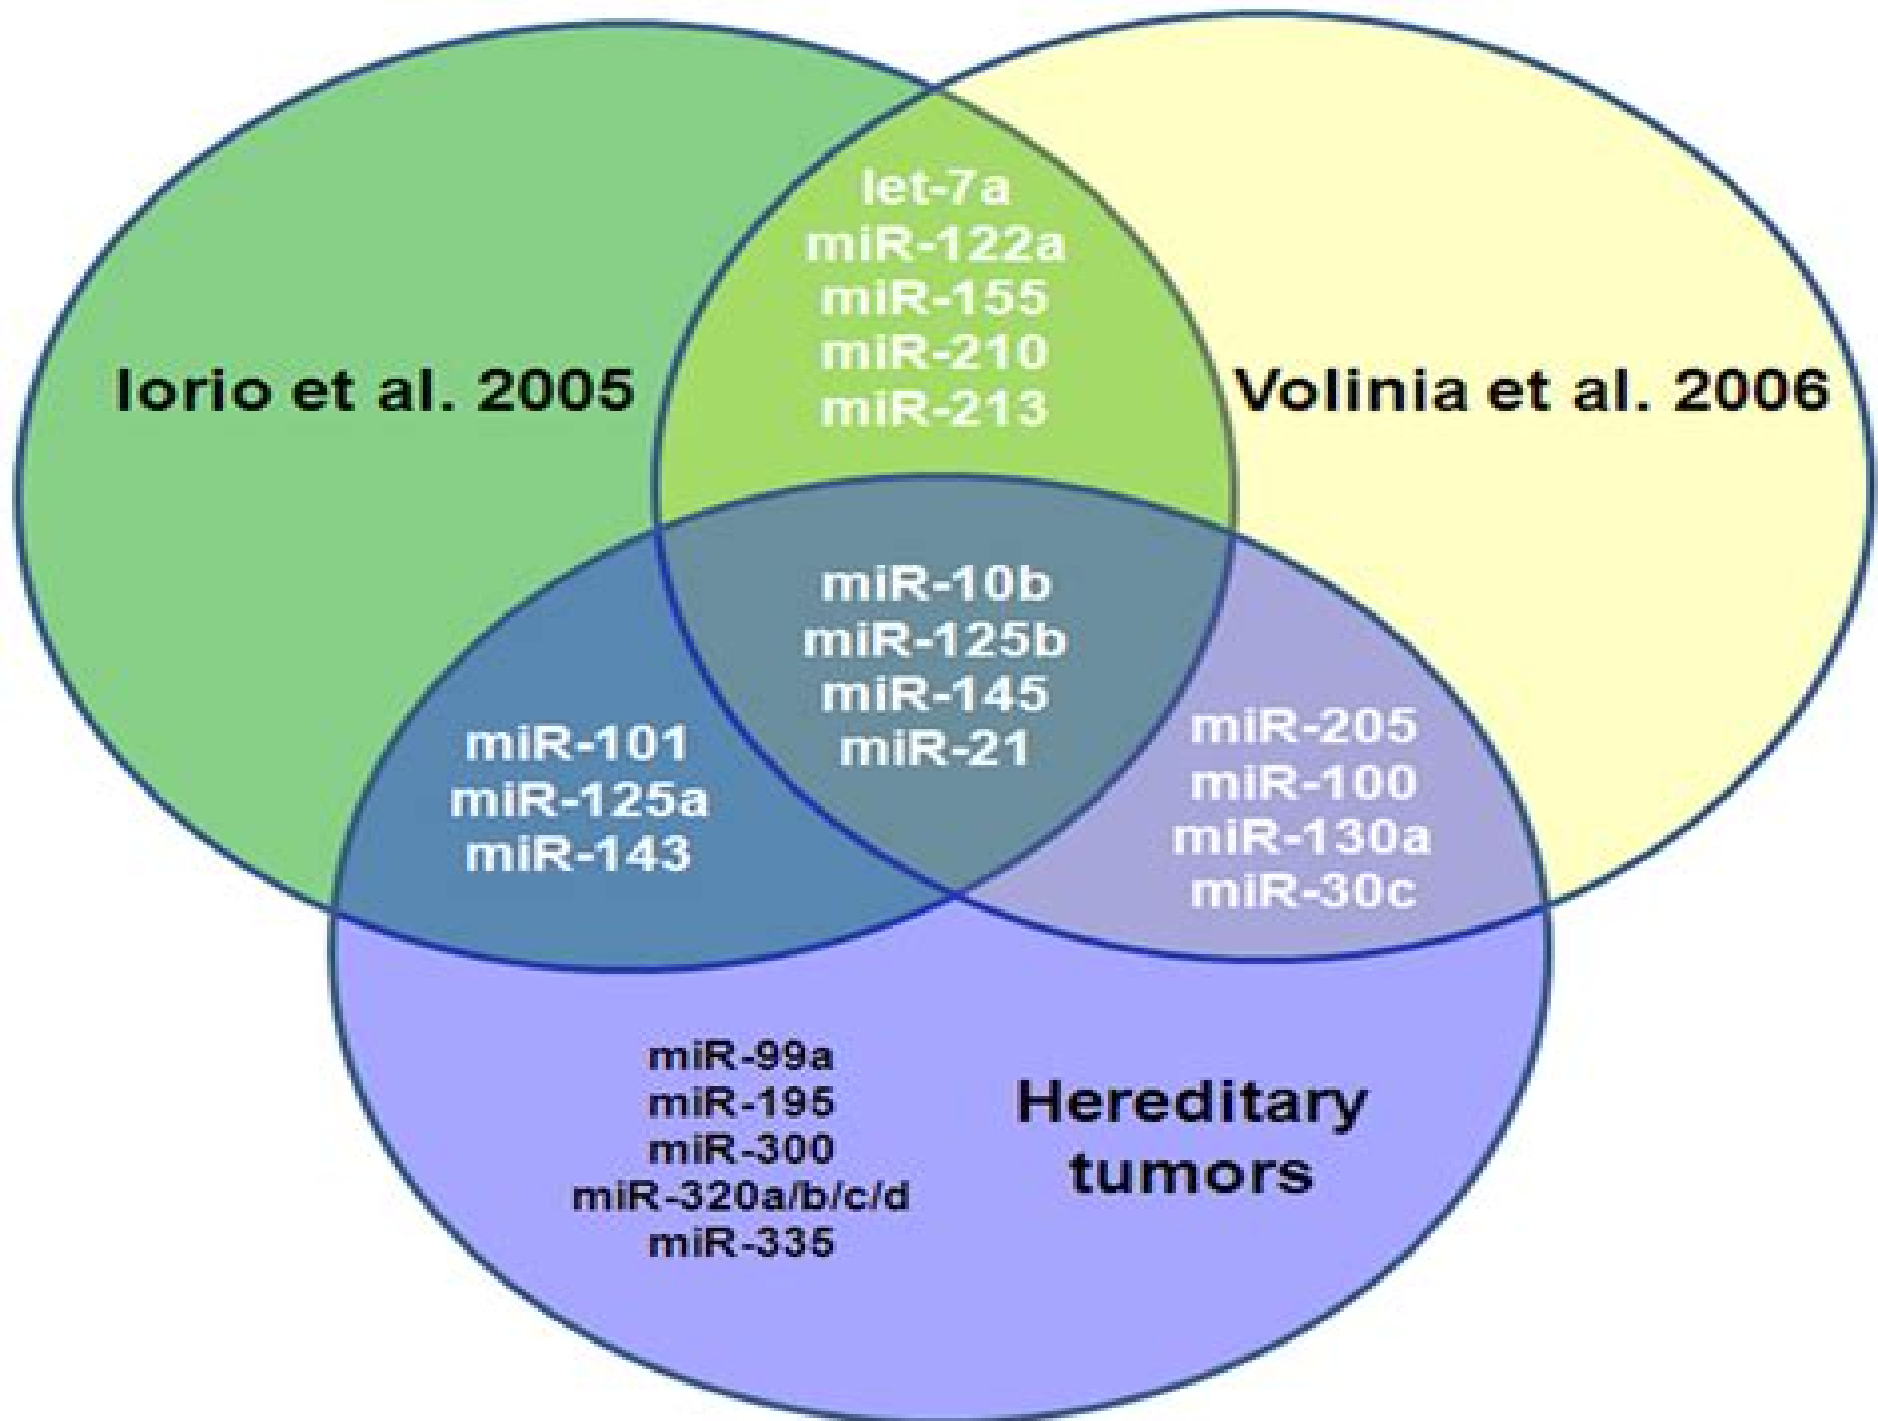 let-7a
miR-122a
miR-155
miR-210
miR-213
Iorio et al. 2005
Volinia et al. 2006
miR-10b
miR-125b
miR-145
miR-21
miR-101
miR-125a
miR-143
miR-205
miR-100
miR-130a
miR-30c
miR-99a
miR-195
miR-300
miR-320a/b/c/d
miR-335
Hereditary
tumors